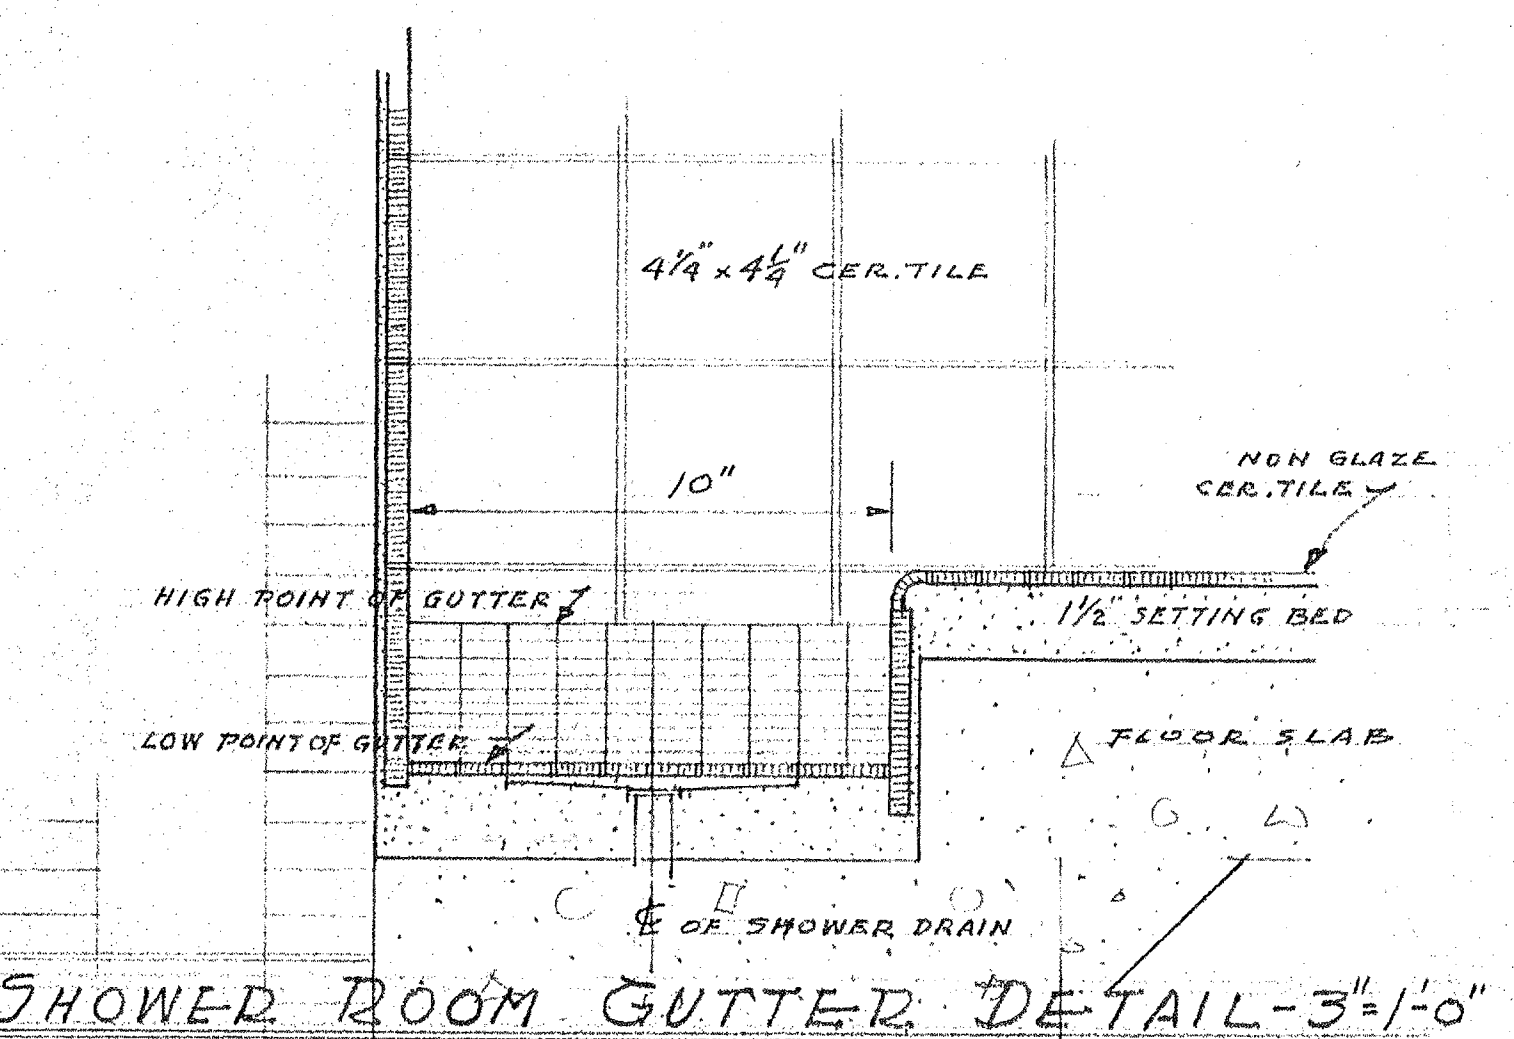 4¼" x 4¼" CER. TILE
10"
NON GLAZE
CER. TILE
HIGH POINT OF GUTTER
1½" SETTING BED
LOW POINT OF GUTTER
FLOOR SLAB
℄ OF SHOWER DRAIN
SHOWER ROOM GUTTER DETAIL - 3" = 1'-0"